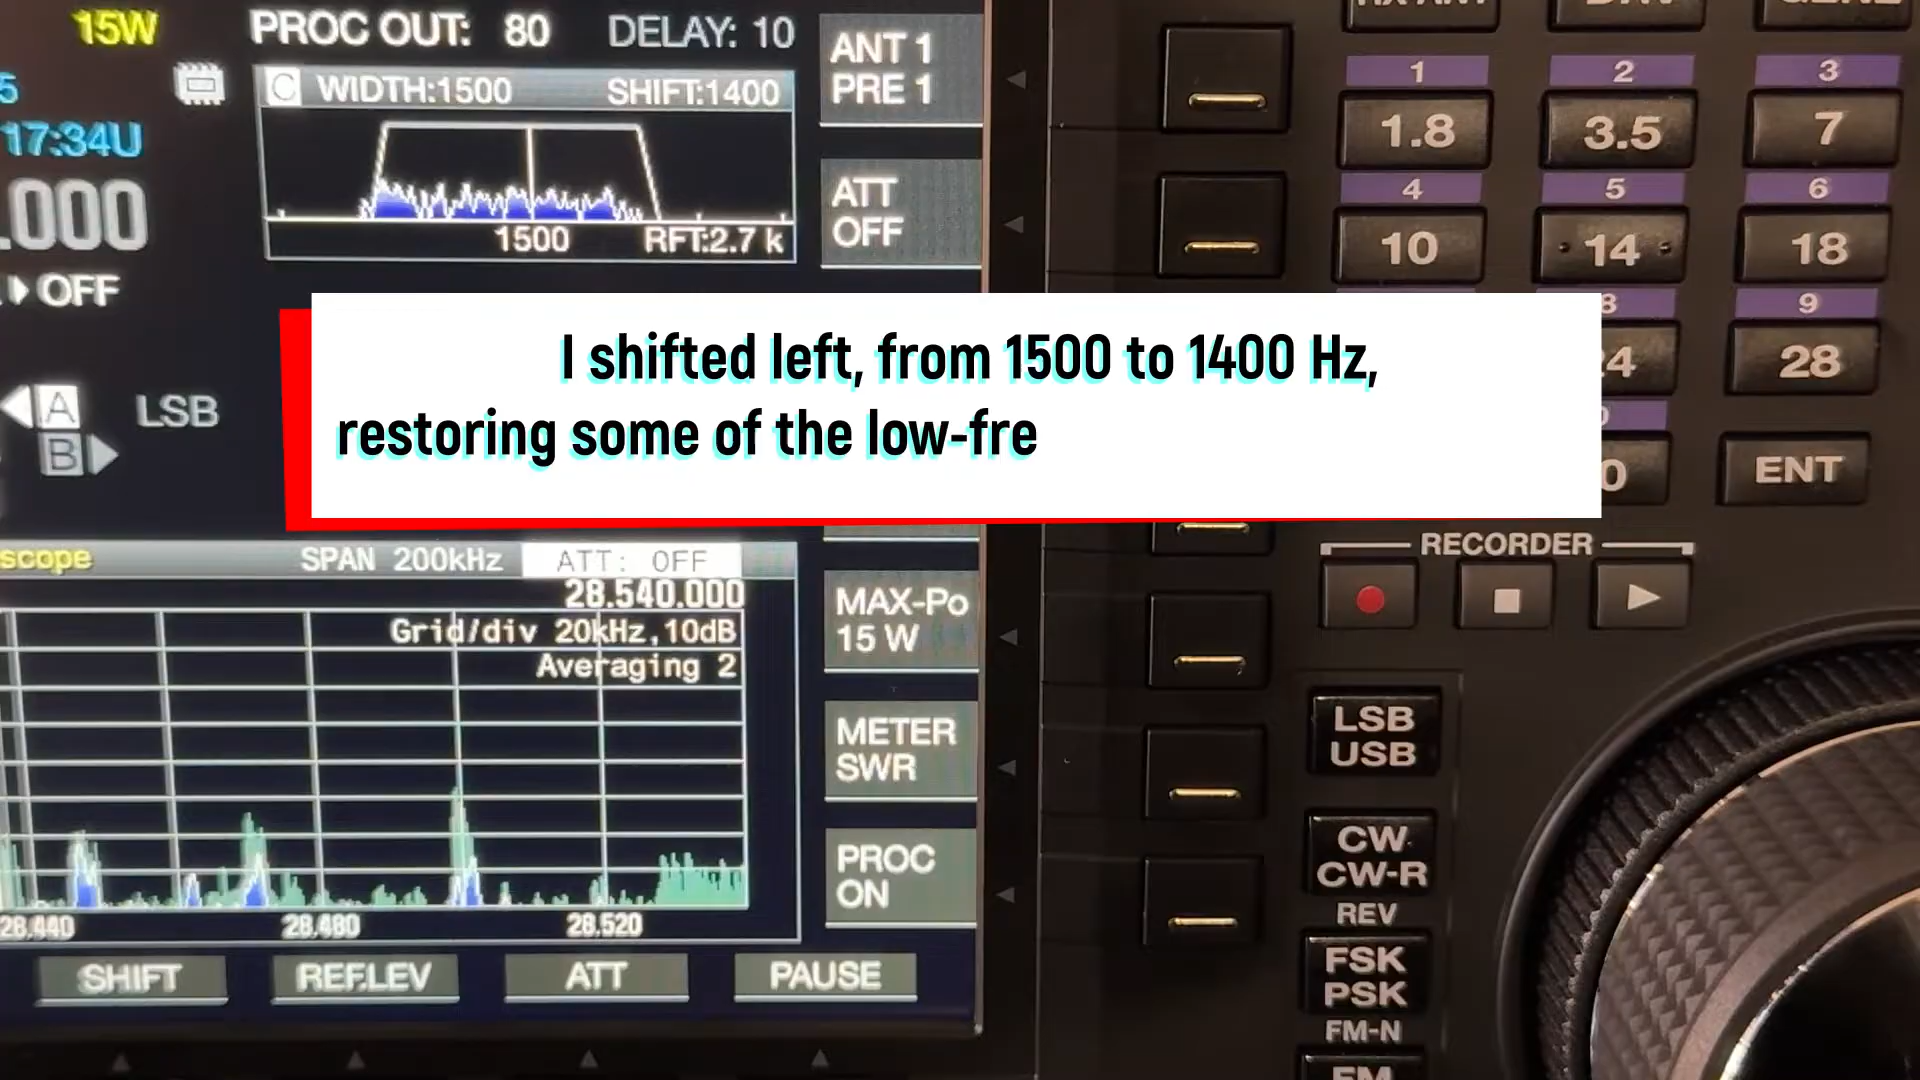 15W
PROC OUT: 80
DELAY: 10
ANT 1
PRE 1
C WIDTH:1500
SHIFT:1400
5
17:34U
.000
1500
RFT:2.7 k
ATT
OFF
OFF
A
B
LSB
I shifted left, from 1500 to 1400 Hz,
restoring some of the low-fre
scope
SPAN 200kHz
ATT: OFF
28.540.000
Grid/div 20kHz,10dB
Averaging 2
MAX-Po
15 W
METER
SWR
PROC
ON
28.440
28.480
28.520
SHIFT
REF.LEV
ATT
PAUSE
1
2
3
1.8
3.5
7
4
5
6
10
14
18
8
9
24
28
0
ENT
RECORDER
LSB
USB
CW
CW-R
REV
FSK
PSK
FM-N
FM